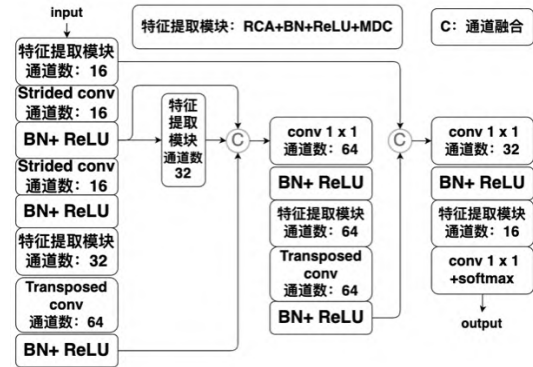 input
特征提取模块：RCA+BN+ReLU+MDC
C：通道融合
特征提取模块
通道数：16
Strided conv
通道数：16
BN+ ReLU
Strided conv
通道数：16
BN+ ReLU
特征提取模块
通道数：32
Transposed
conv
通道数：64
BN+ ReLU
特征
提取
模块
通道数
32
C
conv 1 x 1
通道数：64
BN+ ReLU
特征提取模块
通道数：64
Transposed
conv
通道数：64
BN+ ReLU
C
conv 1 x 1
通道数：32
BN+ ReLU
特征提取模块
通道数：16
conv 1 x 1
+softmax
output